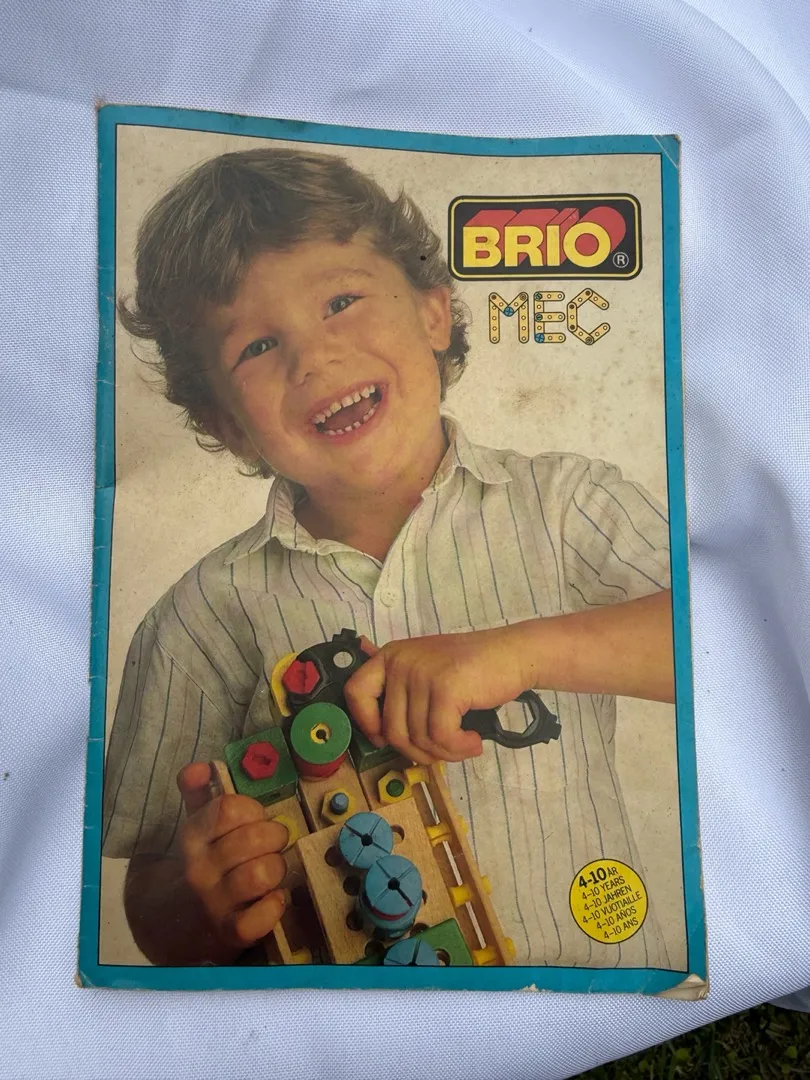 BRIO®
MEC
4-10 ÅR
4-10 YEARS
4-10 JAHREN
4-10 VUOTIAILLE
4-10 AÑOS
4-10 ANS